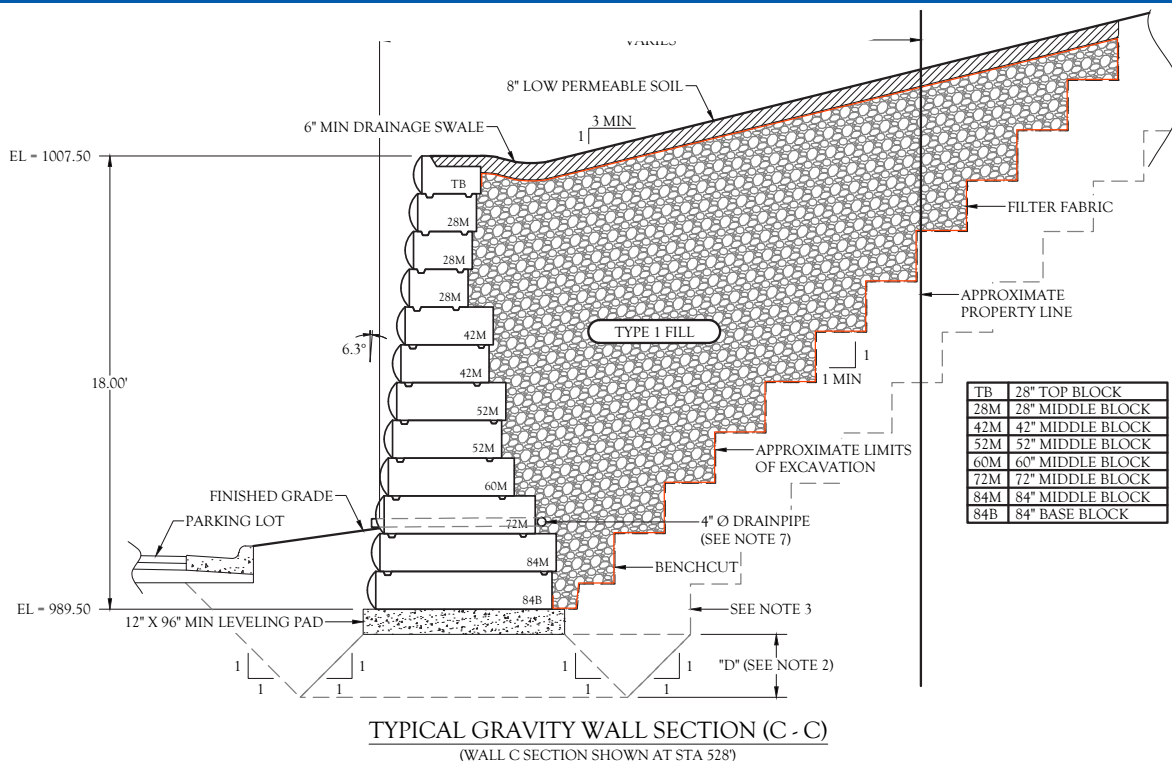 VARIES
8" LOW PERMEABLE SOIL
3 MIN
1
6" MIN DRAINAGE SWALE
EL = 1007.50
TB
28M
FILTER FABRIC
28M
28M
APPROXIMATE
PROPERTY LINE
TYPE 1 FILL
42M
6.3°
1
1 MIN
42M
18.00'
52M
TB 28" TOP BLOCK
28M 28" MIDDLE BLOCK
42M 42" MIDDLE BLOCK
52M 52" MIDDLE BLOCK
60M 60" MIDDLE BLOCK
72M 72" MIDDLE BLOCK
84M 84" MIDDLE BLOCK
84B 84" BASE BLOCK
52M
APPROXIMATE LIMITS
OF EXCAVATION
60M
FINISHED GRADE
PARKING LOT
72M
4" Ø DRAINPIPE
(SEE NOTE 7)
84M
BENCHCUT
84B
EL = 989.50
SEE NOTE 3
12" X 96" MIN LEVELING PAD
1
1
1
1
1
1
1
1
"D" (SEE NOTE 2)
TYPICAL GRAVITY WALL SECTION (C - C)
(WALL C SECTION SHOWN AT STA 528')